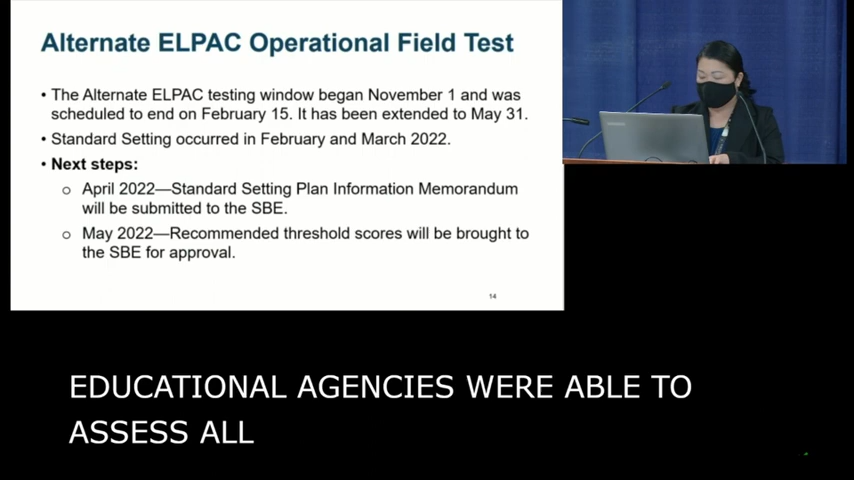 Alternate ELPAC Operational Field Test
• The Alternate ELPAC testing window began November 1 and was
scheduled to end on February 15. It has been extended to May 31.
• Standard Setting occurred in February and March 2022.
• Next steps:
o April 2022—Standard Setting Plan Information Memorandum
will be submitted to the SBE.
o May 2022—Recommended threshold scores will be brought to
the SBE for approval.
14
EDUCATIONAL AGENCIES WERE ABLE TO
ASSESS ALL